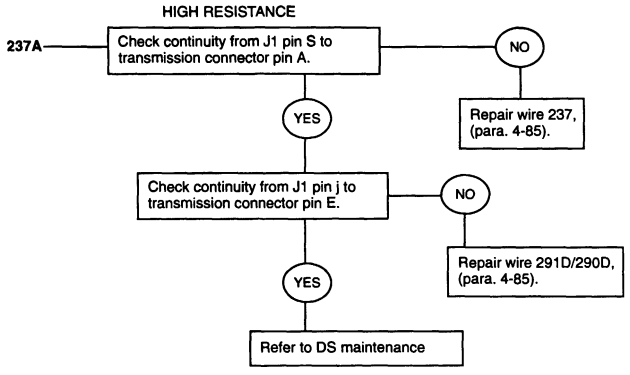 HIGH RESISTANCE
237A
Check continuity from J1 pin S to
transmission connector pin A.
NO
Repair wire 237,
(para. 4-85).
YES
Check continuity from J1 pin j to
transmission connector pin E.
NO
Repair wire 291D/290D,
(para. 4-85).
YES
Refer to DS maintenance